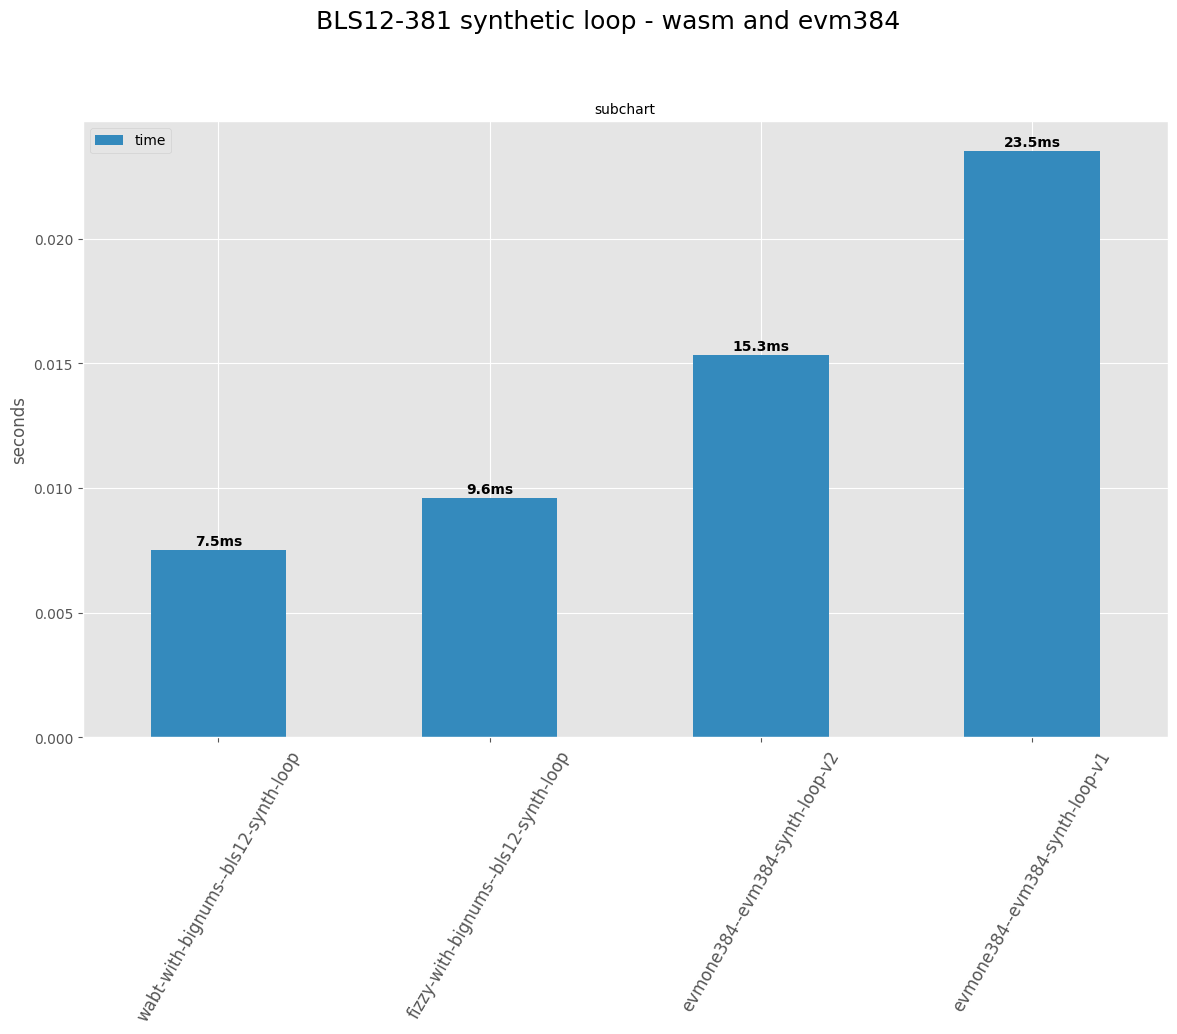 BLS12-381 synthetic loop - wasm and evm384
subchart
time
23.5ms
15.3ms
9.6ms
7.5ms
0.020
0.015
0.010
0.005
0.000
seconds
wabt-with-bignums--bls12-synth-loop
fizzy-with-bignums--bls12-synth-loop
evmone384--evm384-synth-loop-v2
evmone384--evm384-synth-loop-v1